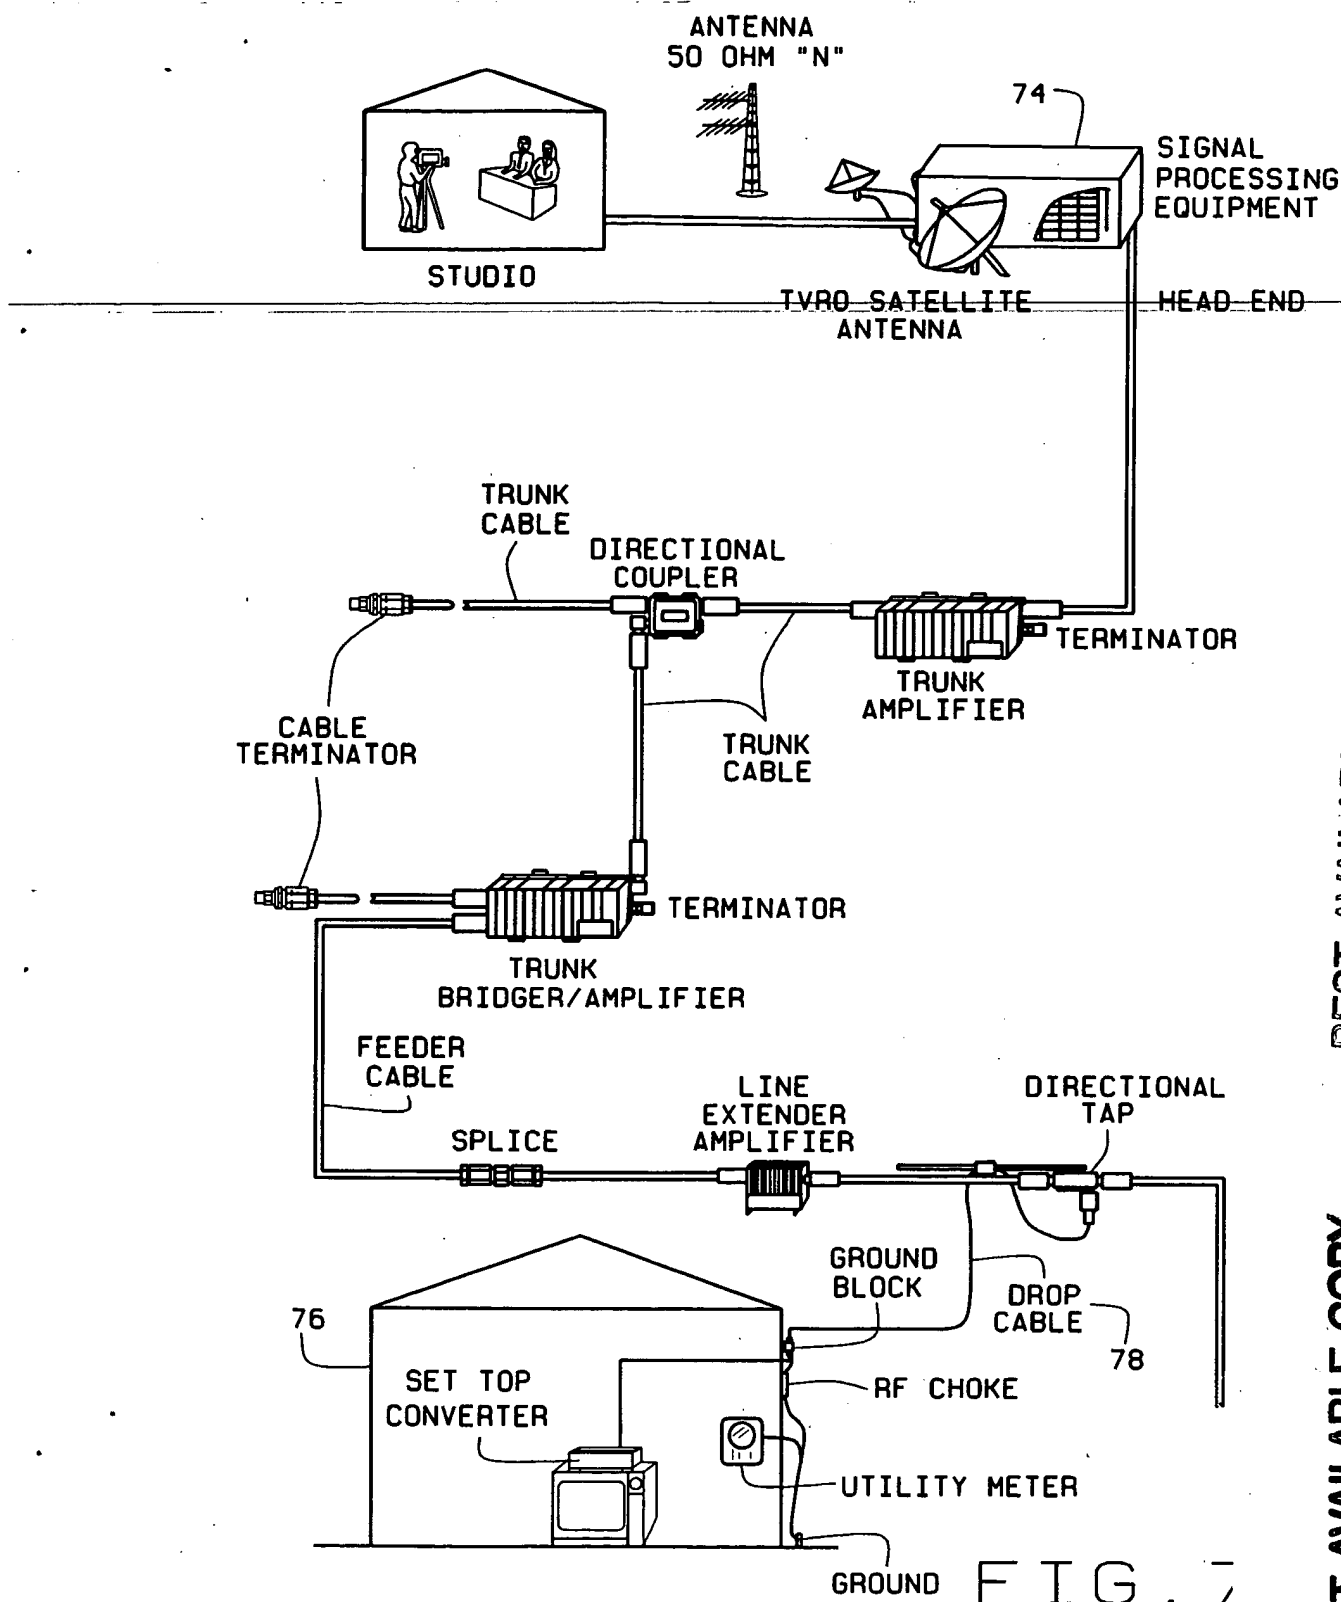 ANTENNA
50 OHM "N"
74
SIGNAL
PROCESSING
EQUIPMENT
STUDIO
TVRO SATELLITE
ANTENNA
HEAD END
TRUNK
CABLE
DIRECTIONAL
COUPLER
TERMINATOR
TRUNK
AMPLIFIER
CABLE
TERMINATOR
TRUNK
CABLE
TERMINATOR
TRUNK
BRIDGER/AMPLIFIER
FEEDER
CABLE
LINE
EXTENDER
AMPLIFIER
DIRECTIONAL
TAP
SPLICE
GROUND
BLOCK
DROP
CABLE
78
76
SET TOP
CONVERTER
RF CHOKE
UTILITY METER
GROUND
FIG. 7
AVAILABLE COPY